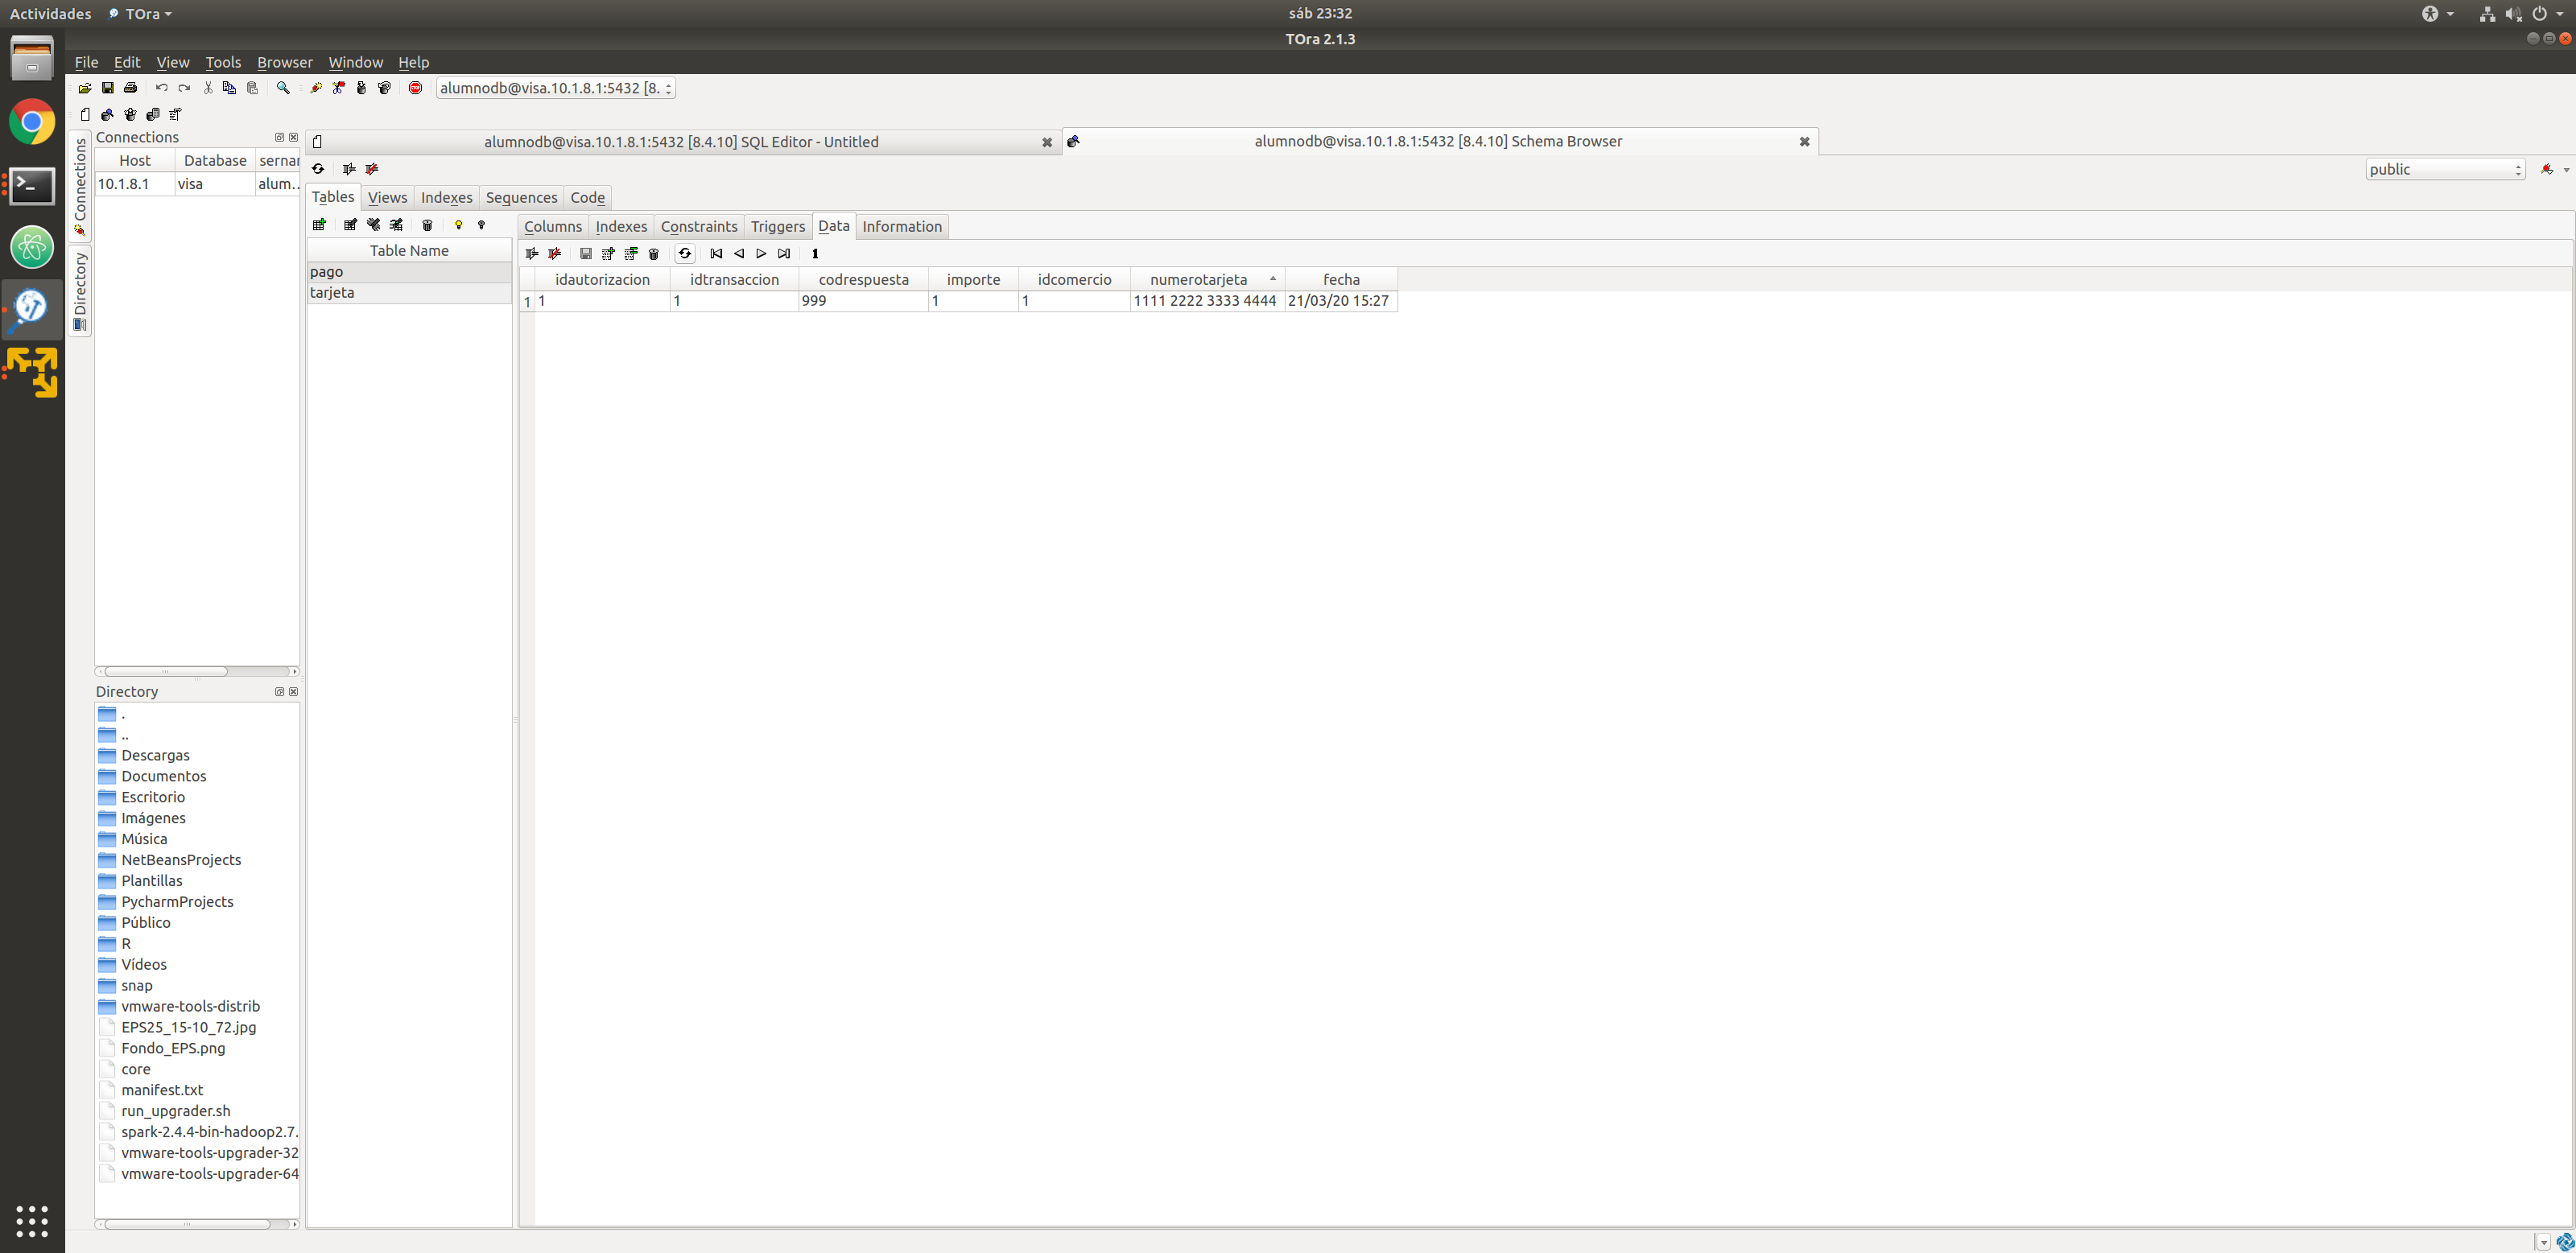 Actividades TOra sáb 23:32
TOra 2.1.3
File Edit View Tools Browser Window Help
alumnodb@visa.10.1.8.1:5432 [8.
Connections
Connections
Directory
Host Database
10.1.8.1 visa alum...
alumnodb@visa.10.1.8.1:5432 [8.4.10] SQL Editor - Untitled
alumnodb@visa.10.1.8.1:5432 [8.4.10] Schema Browser
public
Tables Views Indexes Sequences Code
Columns Indexes Constraints Triggers Data Information
Table Name
pago
tarjeta
idautorizacion idtransaccion codrespuesta importe idcomercio numerotarjeta fecha
1 1 1 999 1 1 1111 2222 3333 4444 21/03/20 15:27
Directory
.
..
Descargas
Documentos
Escritorio
Imágenes
Música
NetBeansProjects
Plantillas
PycharmProjects
Público
R
Vídeos
snap
vmware-tools-distrib
EPS25_15-10_72.jpg
Fondo_EPS.png
core
manifest.txt
run_upgrader.sh
spark-2.4.4-bin-hadoop2.7.
vmware-tools-upgrader-32
vmware-tools-upgrader-64